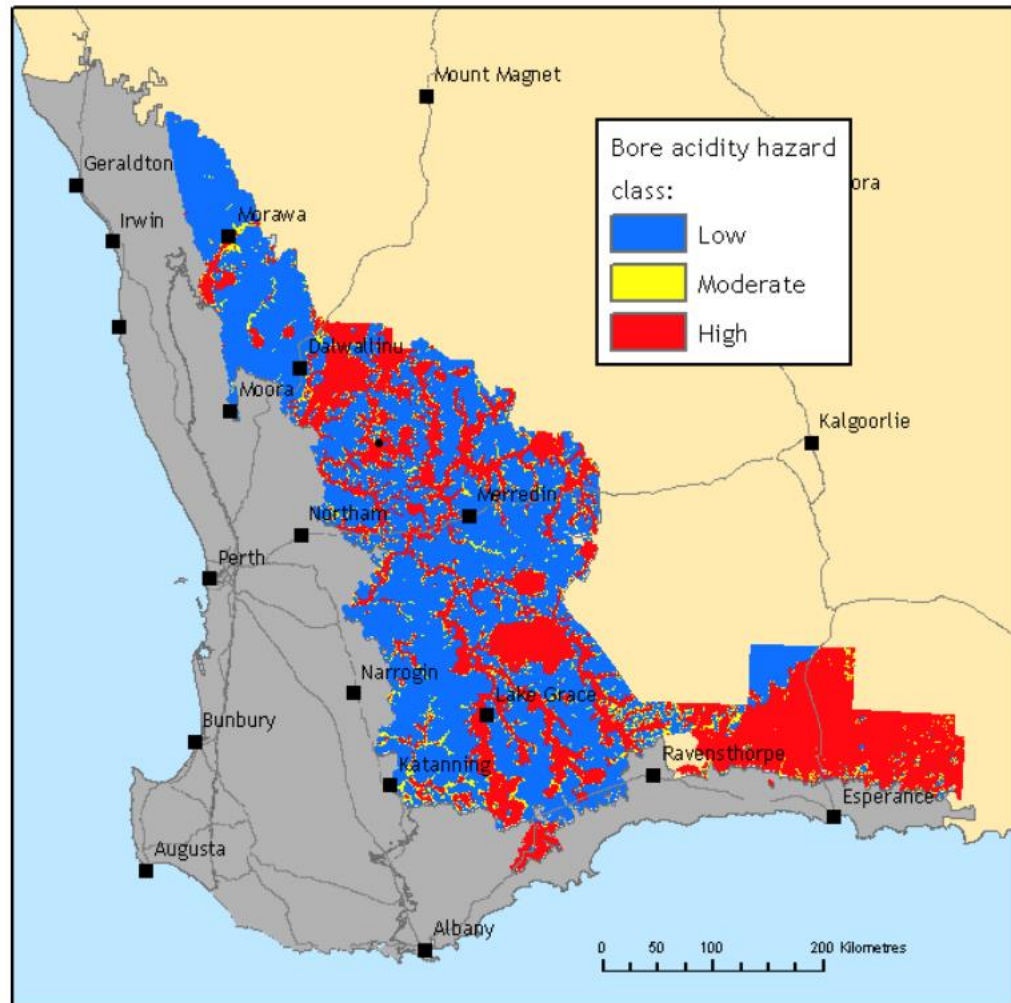 Mount Magnet
Bore acidity hazard
class:
Low
Moderate
High
ora
Geraldton
Irwin
Morawa
Dalwallinu
Moora
Kalgoorlie
Merredin
Northam
Perth
Narrogin
Lake Grace
Bunbury
Ravensthorpe
Katanning
Esperance
Augusta
Albany
0 50 100 200 Kilometres